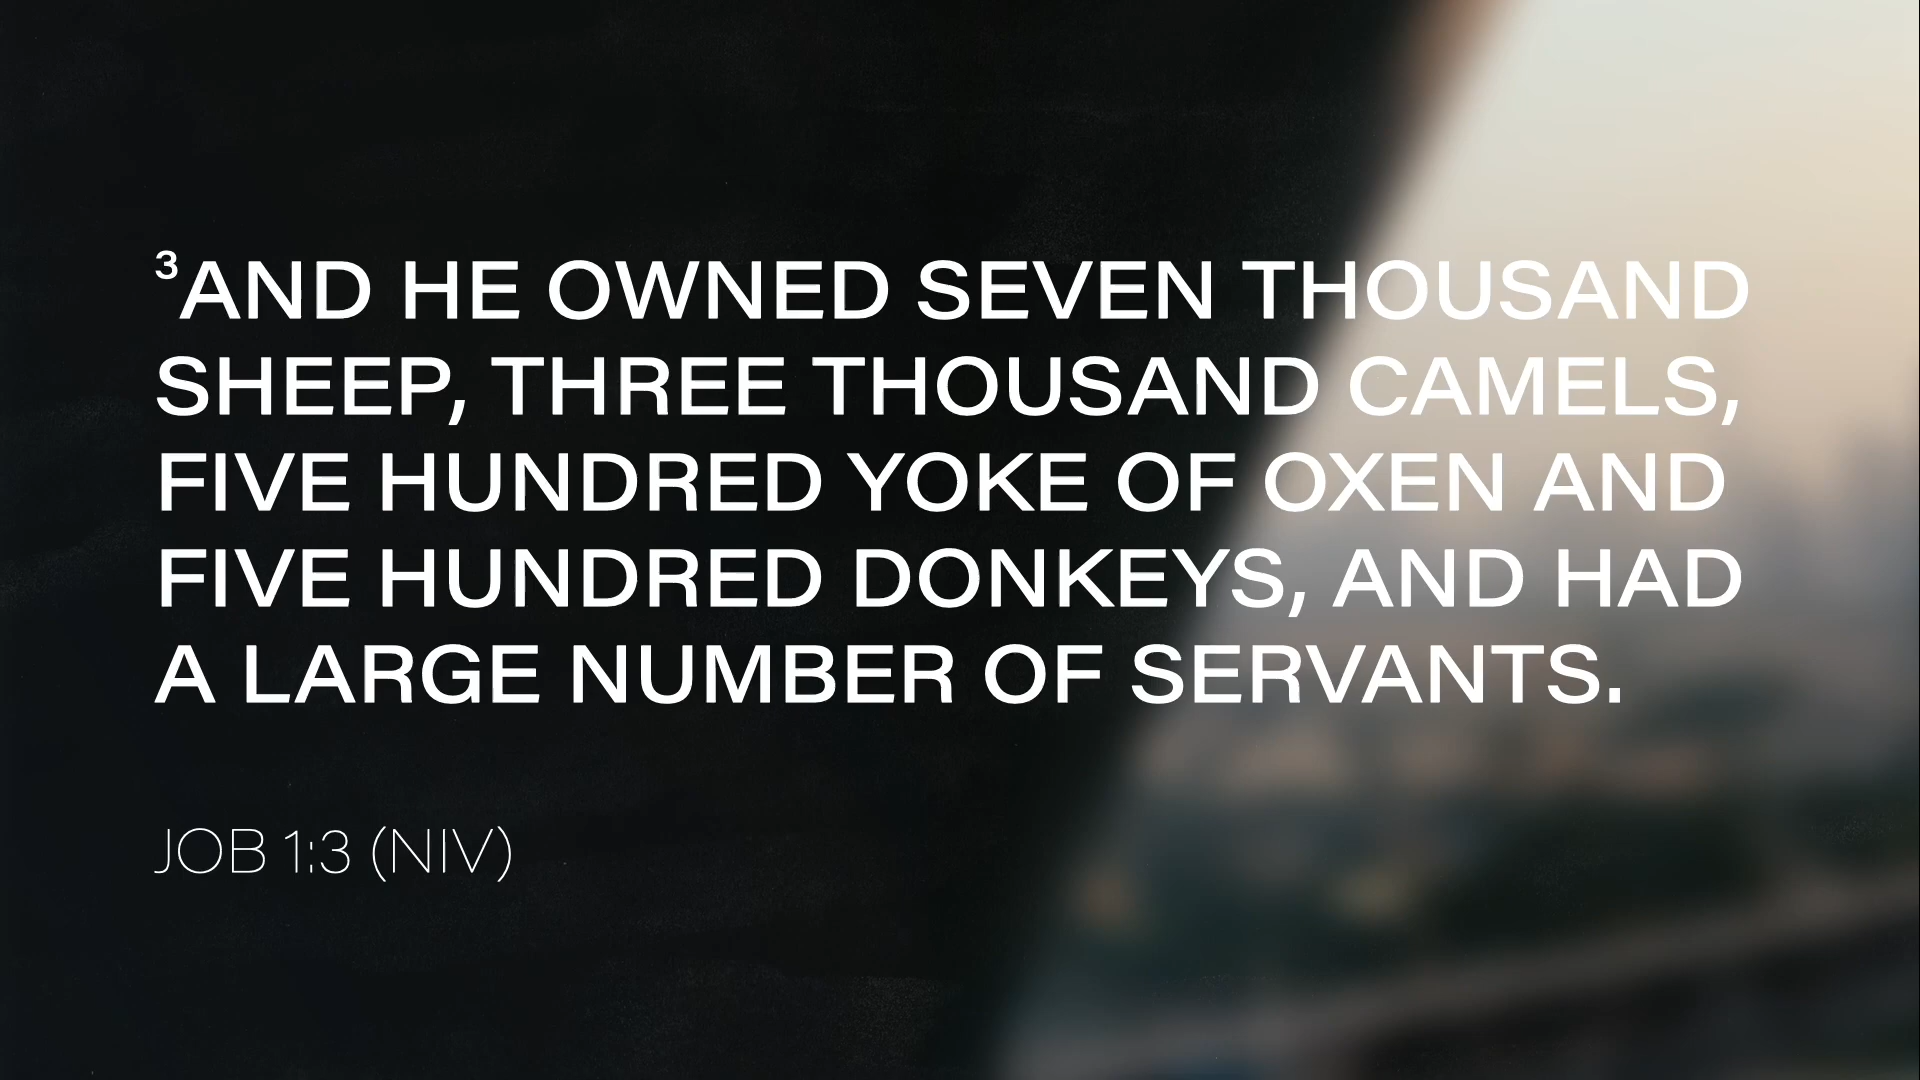 ³AND HE OWNED SEVEN THOUSAND
SHEEP, THREE THOUSAND CAMELS,
FIVE HUNDRED YOKE OF OXEN AND
FIVE HUNDRED DONKEYS, AND HAD
A LARGE NUMBER OF SERVANTS.
JOB 1:3 (NIV)